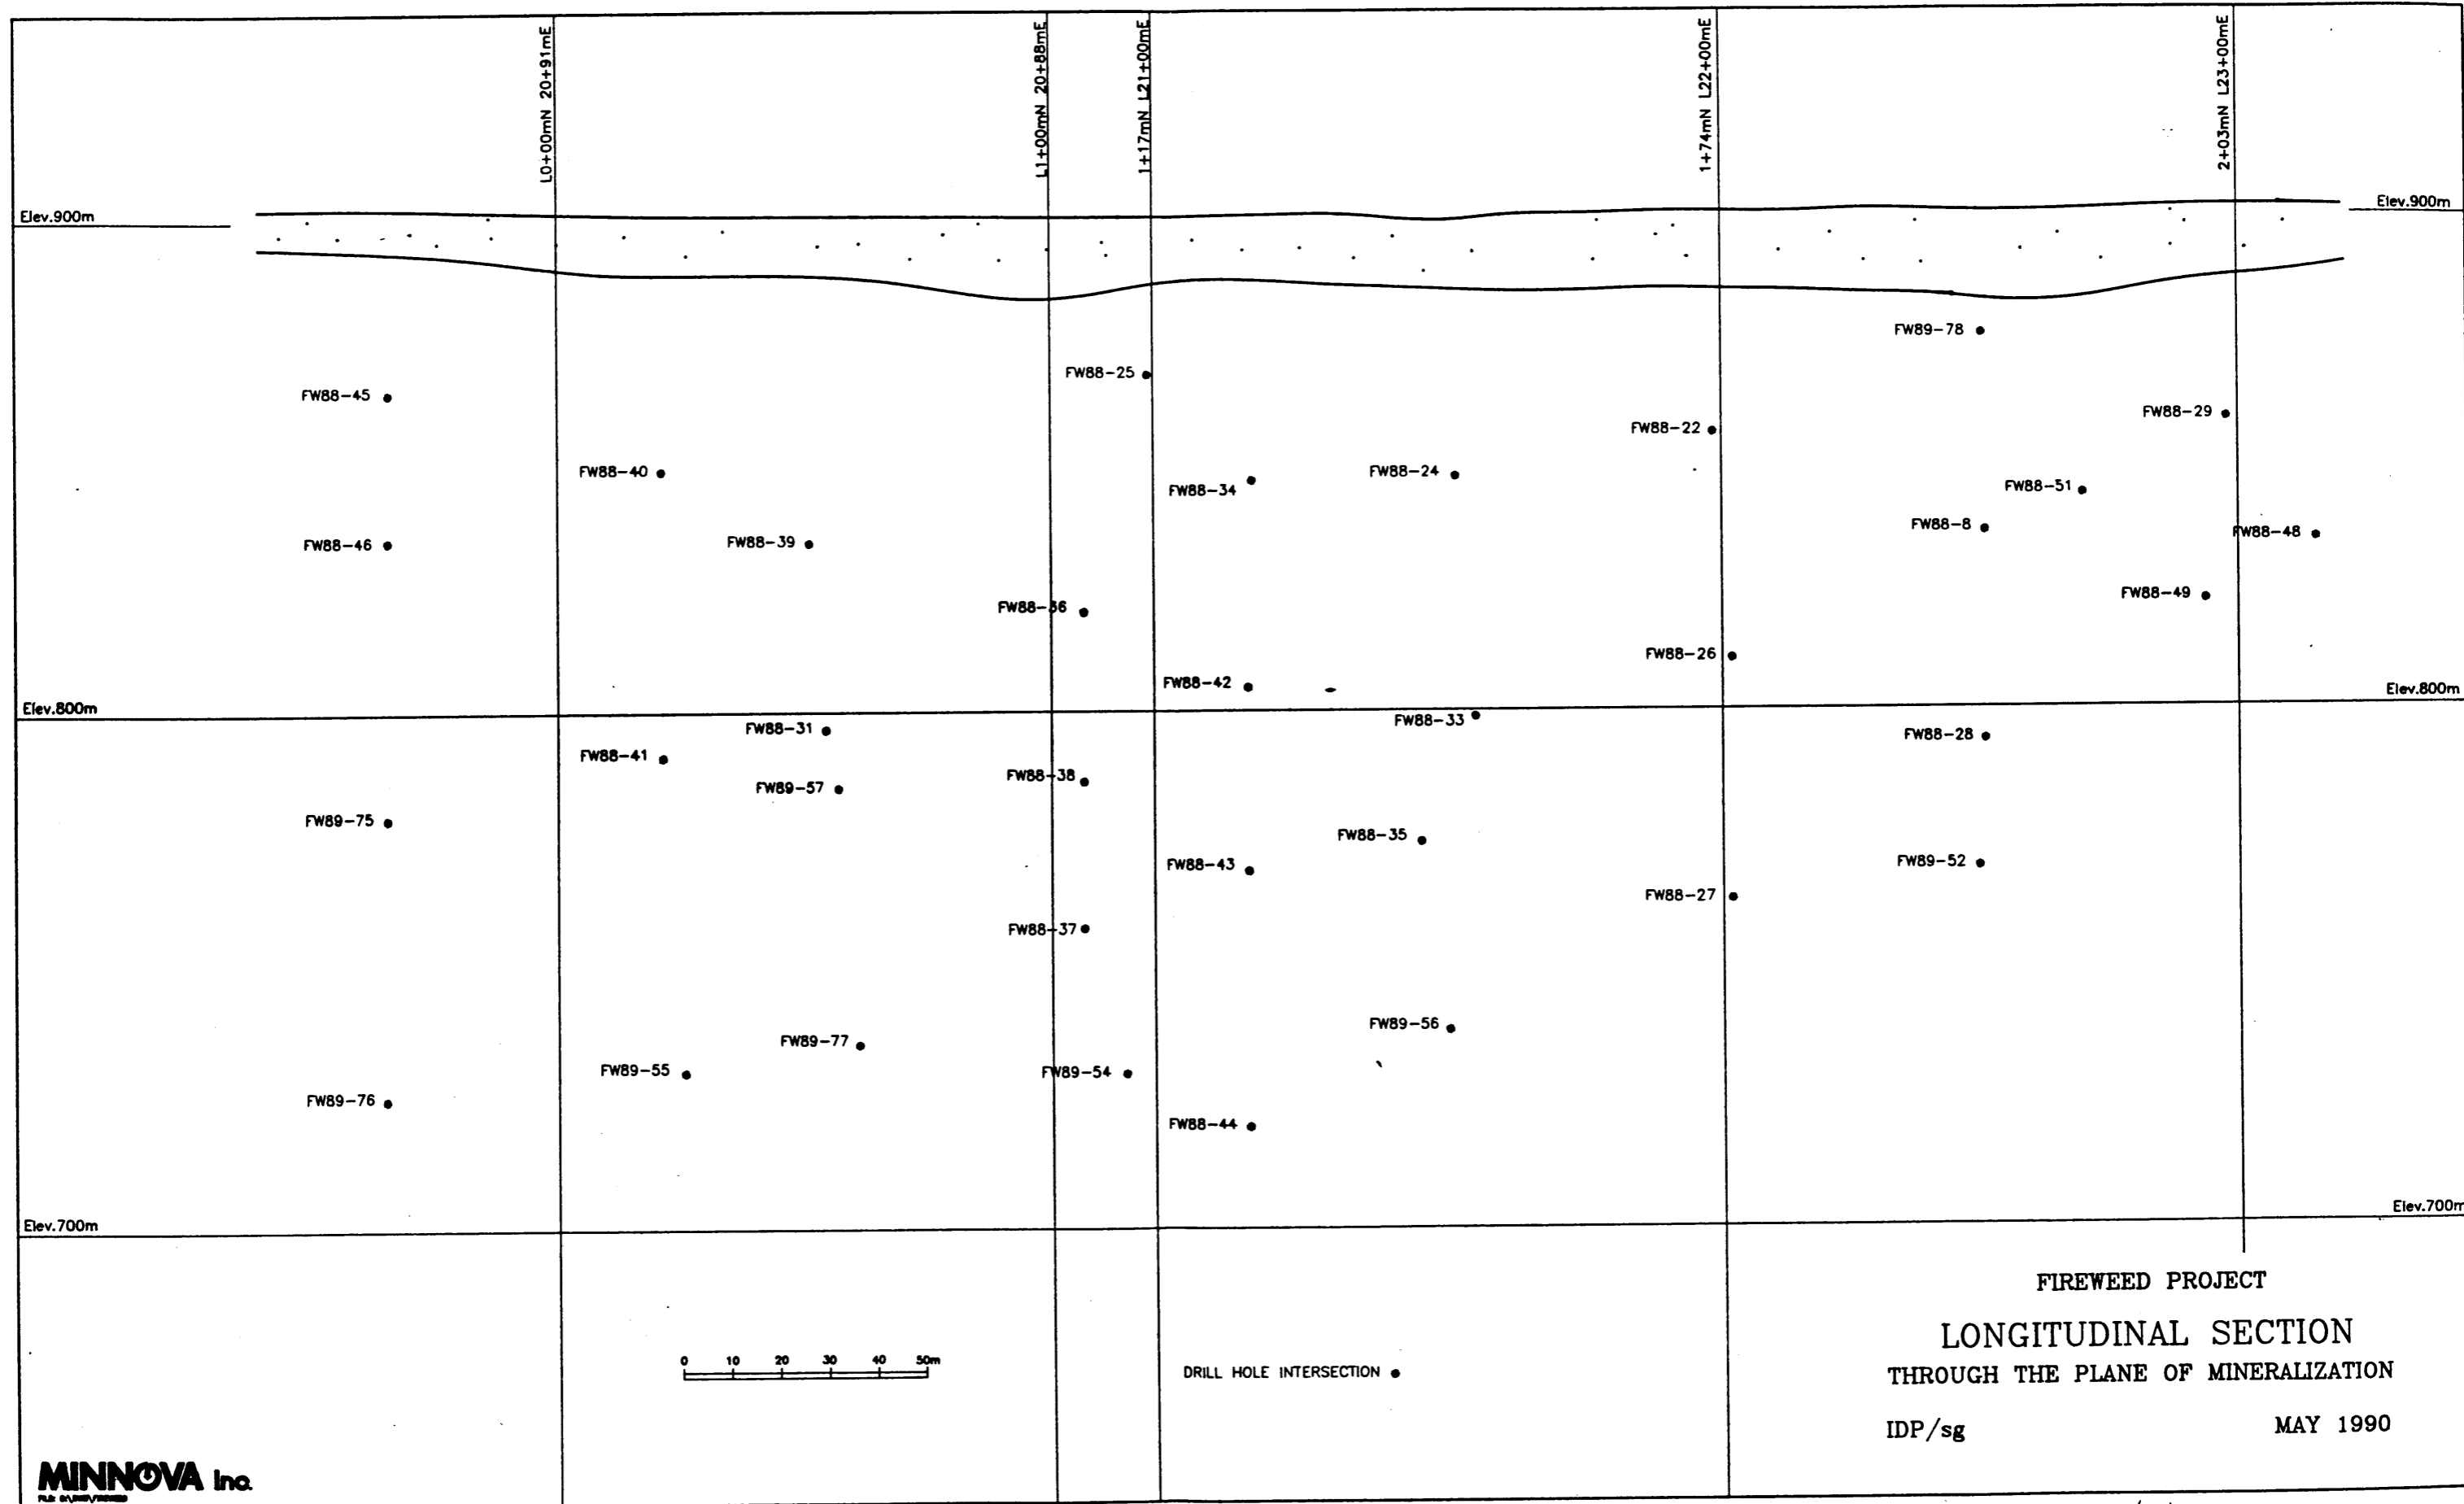 L0+00mN 20+91mE
L1+00mN 20+88mE
1+17mN L21+00mE
1+74mN L22+00mE
2+03mN L23+00mE
Elev.900m
Elev.900m
FW89-78
FW88-25
FW88-45
FW88-29
FW88-22
FW88-40
FW88-24
FW88-34
FW88-51
FW88-8
FW88-48
FW88-46
FW88-39
FW88-49
FW88-36
FW88-26
FW88-42
Elev.800m
Elev.800m
FW88-33
FW88-31
FW88-28
FW88-41
FW88-38
FW89-57
FW89-75
FW88-35
FW88-43
FW89-52
FW88-27
FW88-37
FW89-56
FW89-77
FW89-55
FW89-54
FW89-76
FW88-44
Elev.700m
Elev.700m
FIREWEED PROJECT
LONGITUDINAL SECTION
THROUGH THE PLANE OF MINERALIZATION
IDP/sg MAY 1990
0 10 20 30 40 50m
DRILL HOLE INTERSECTION
MINNOVA Inc.